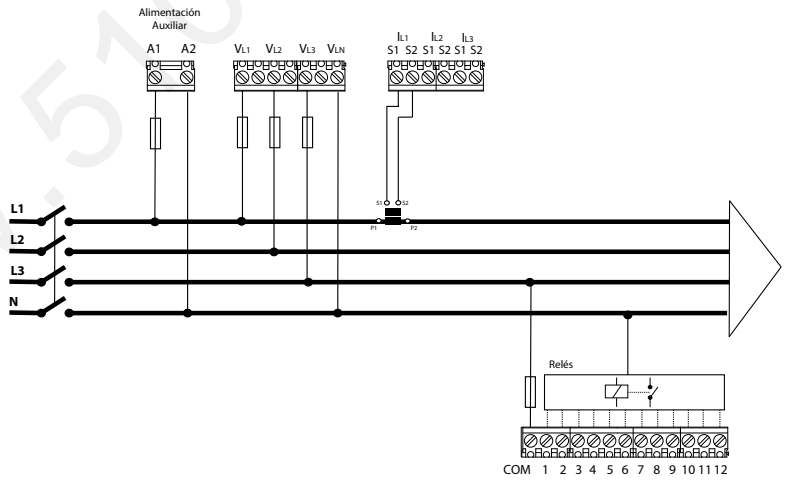 Alimentación
Auxiliar
A1 A2
VL1 VL2 VL3 VLN
IL1 IL2 IL3
S1 S2 S1 S2 S1 S2
S1 S2
L1
P1 P2
L2
L3
N
Relés
COM 1 2 3 4 5 6 7 8 9 10 11 12